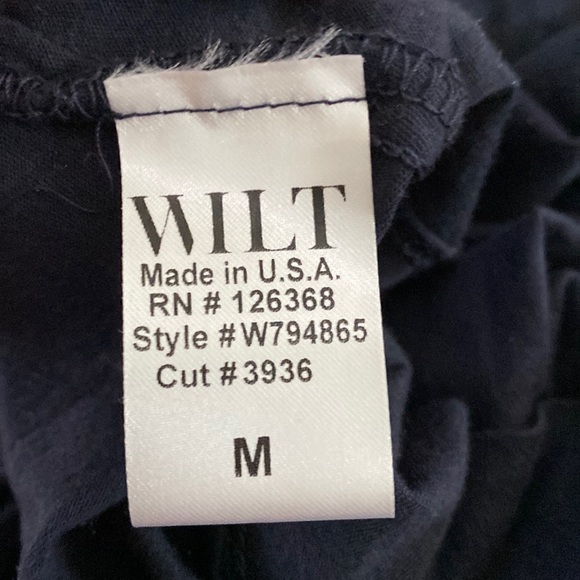 WILT
Made in U.S.A.
RN # 126368
Style #W794865
Cut #3936
M